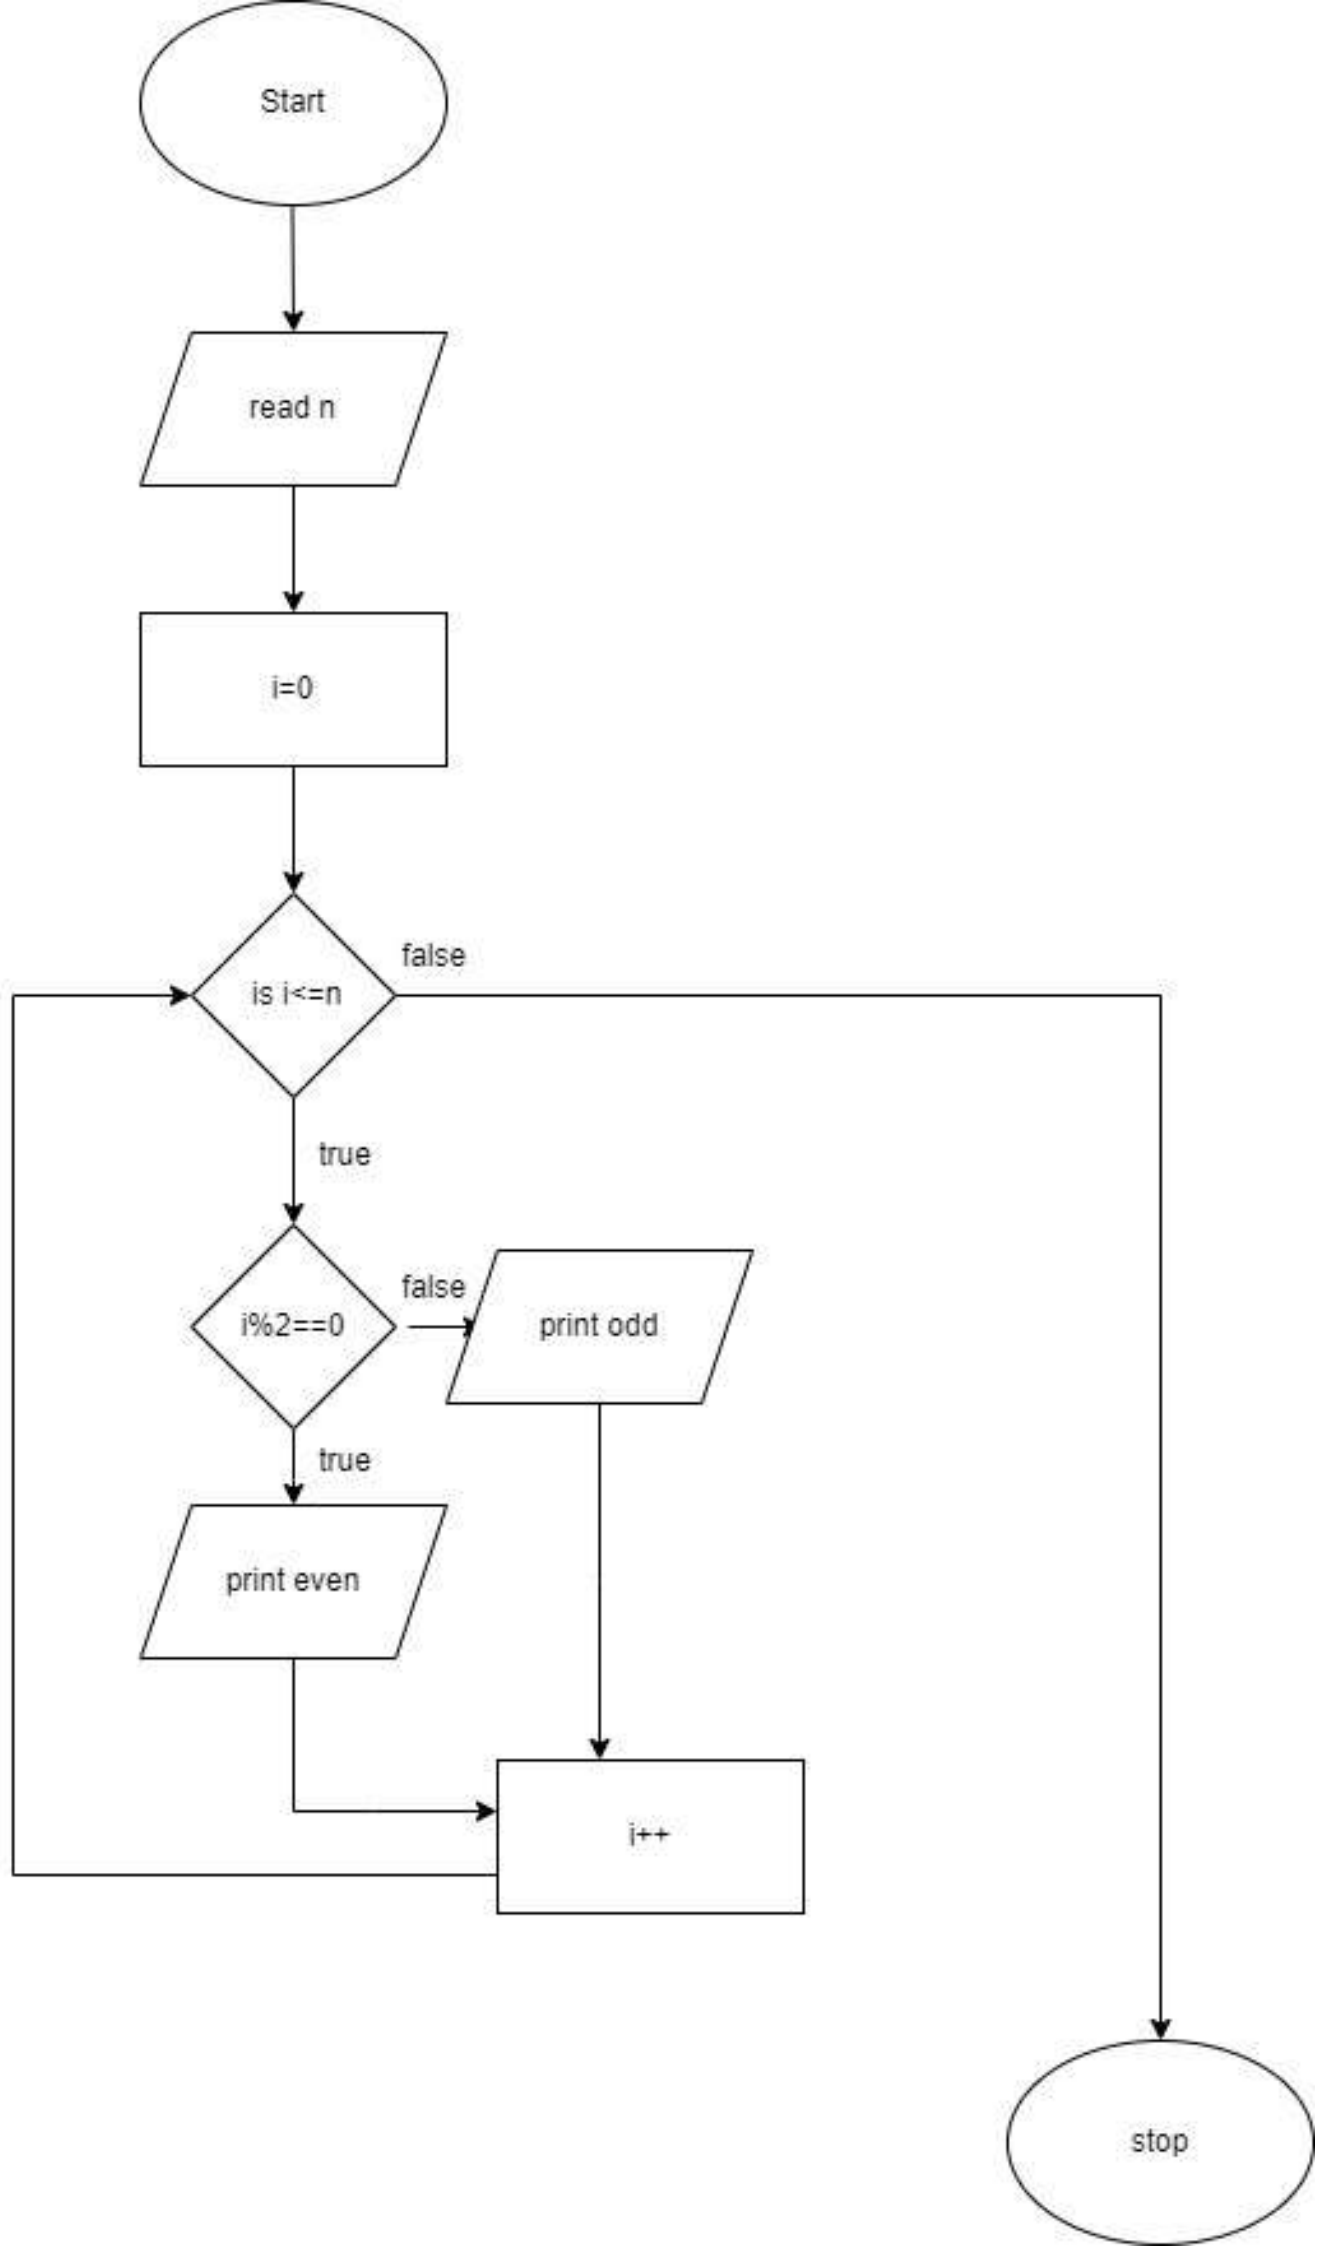 Start
read n
i=0
false
is i<=n
true
false
i%2==0
print odd
true
print even
i++
stop